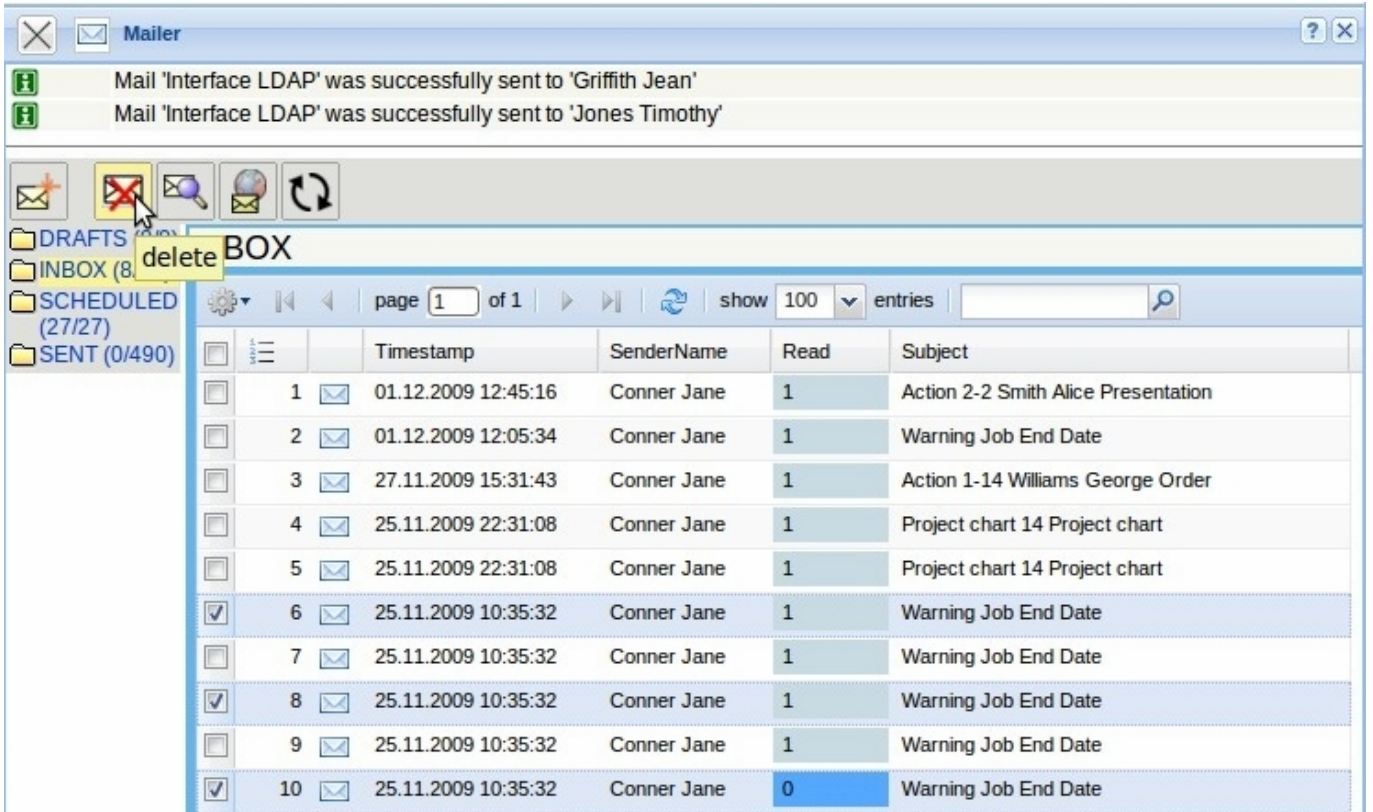 Mailer
?
Mail 'Interface LDAP' was successfully sent to 'Griffith Jean'
Mail 'Interface LDAP' was successfully sent to 'Jones Timothy'
DRAFTS
delete
BOX
INBOX (8
SCHEDULED
(27/27)
SENT (0/490)
page 1 of 1 show 100 entries
Timestamp SenderName Read Subject
1 01.12.2009 12:45:16 Conner Jane 1 Action 2-2 Smith Alice Presentation
2 01.12.2009 12:05:34 Conner Jane 1 Warning Job End Date
3 27.11.2009 15:31:43 Conner Jane 1 Action 1-14 Williams George Order
4 25.11.2009 22:31:08 Conner Jane 1 Project chart 14 Project chart
5 25.11.2009 22:31:08 Conner Jane 1 Project chart 14 Project chart
6 25.11.2009 10:35:32 Conner Jane 1 Warning Job End Date
7 25.11.2009 10:35:32 Conner Jane 1 Warning Job End Date
8 25.11.2009 10:35:32 Conner Jane 1 Warning Job End Date
9 25.11.2009 10:35:32 Conner Jane 1 Warning Job End Date
10 25.11.2009 10:35:32 Conner Jane 0 Warning Job End Date